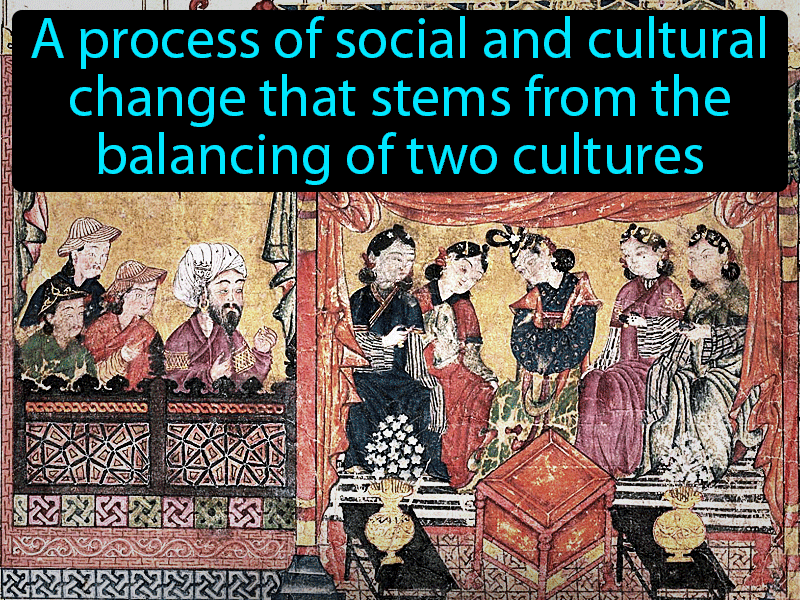 A process of social and cultural
change that stems from the
balancing of two cultures